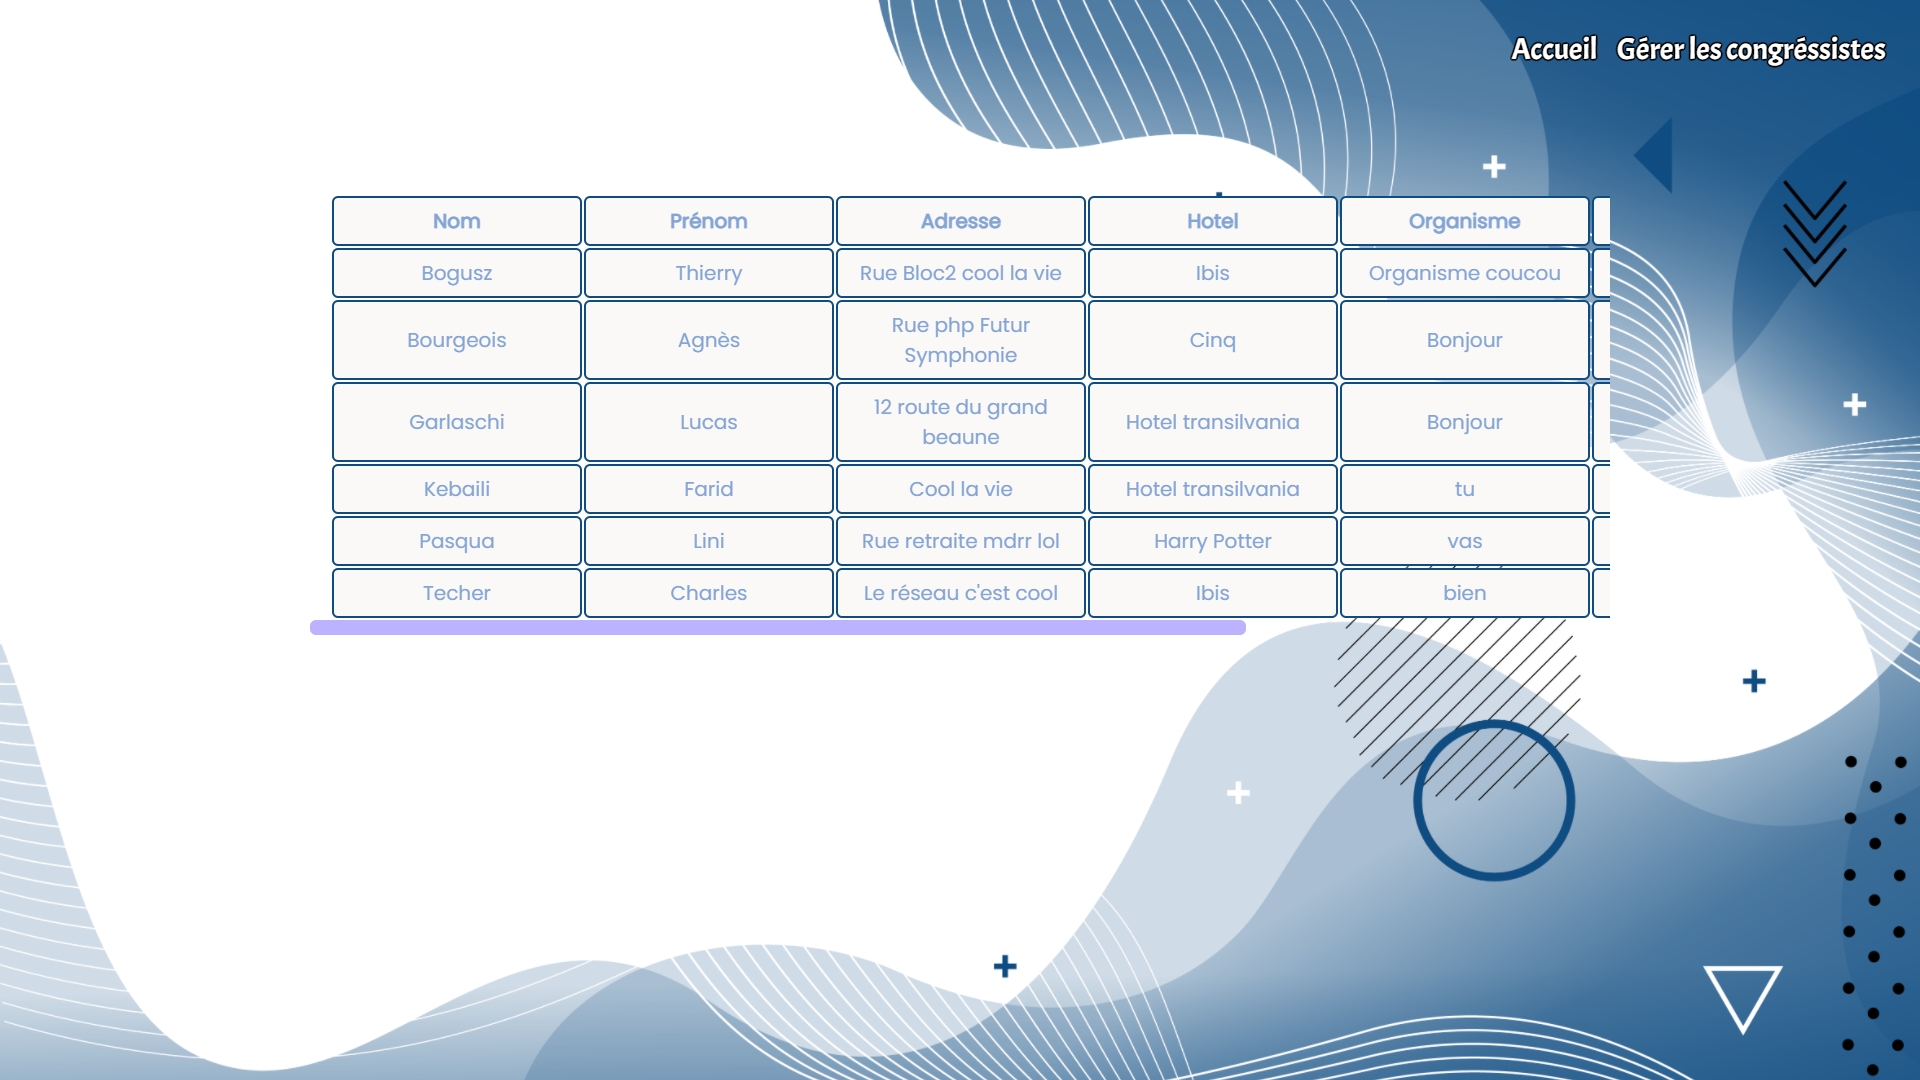 Accueil Gérer les congréssistes
Nom Prénom Adresse Hotel Organisme
Bogusz Thierry Rue Bloc2 cool la vie Ibis Organisme coucou
Bourgeois Agnès Rue php Futur Symphonie Cinq Bonjour
Garlaschi Lucas 12 route du grand beaune Hotel transilvania Bonjour
Kebaili Farid Cool la vie Hotel transilvania tu
Pasqua Lini Rue retraite mdrr lol Harry Potter vas
Techer Charles Le réseau c'est cool Ibis bien